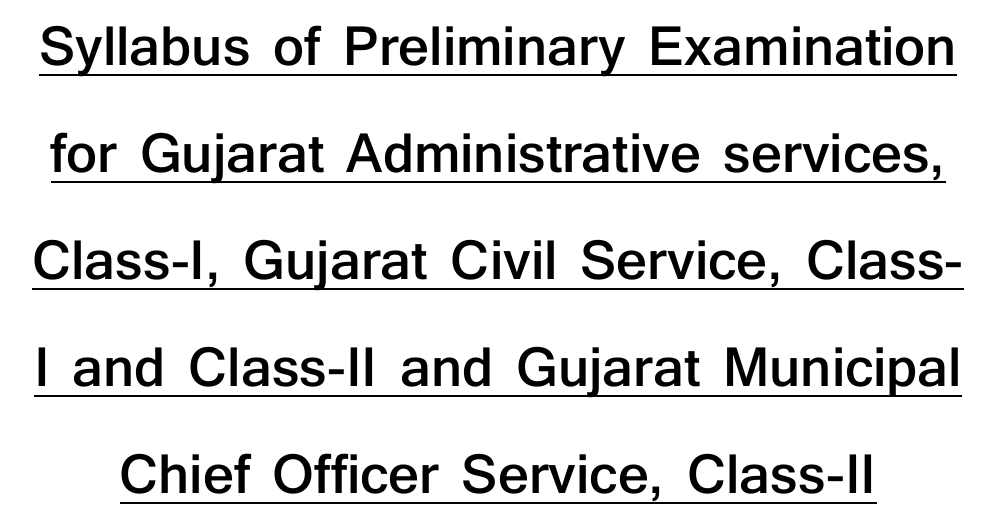 Syllabus of Preliminary Examination
for Gujarat Administrative services,
Class-I, Gujarat Civil Service, Class-
I and Class-II and Gujarat Municipal
Chief Officer Service, Class-II